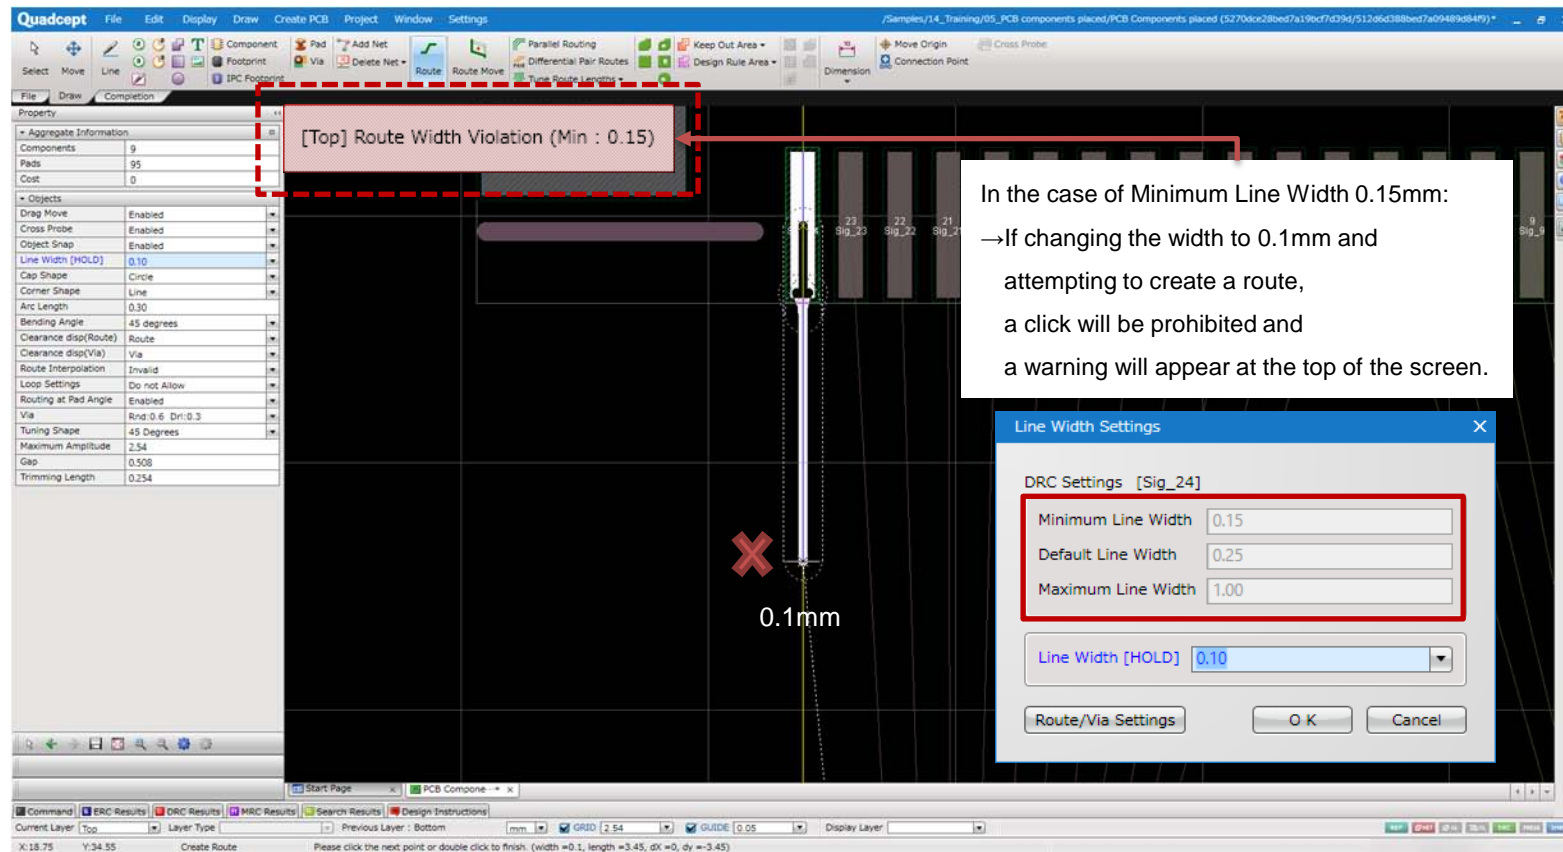 Quadcept File Edit Display Draw Create PCB Project Window Settings /Samples/14_Training/05_PCB components placed/PCB Components placed (5270dce28bed7a19bcf7d39d/512d6d388bed7a09489d84f9)*
Component Pad Add Net Parallel Routing Keep Out Area Move Origin Cross Probe
Footprint Via Delete Net Differential Pair Routes Design Rule Area Connection Point
Select Move Line IPC Footprint Route Route Move Tune Route Lengths Dimension
File Draw Completion
Property
Aggregate Information
Components 9
Pads 95
Cost 0
Objects
Drag Move Enabled
Cross Probe Enabled
Object Snap Enabled
Line Width [HOLD] 0.10
Cap Shape Circle
Corner Shape Line
Arc Length 0.30
Bending Angle 45 degrees
Clearance disp(Route) Route
Clearance disp(Via) Via
Route Interpolation Invalid
Loop Settings Do not Allow
Routing at Pad Angle Enabled
Via Rnd:0.6 Drl:0.3
Tuning Shape 45 Degrees
Maximum Amplitude 2.54
Gap 0.508
Trimming Length 0.254
[Top] Route Width Violation (Min : 0.15)
23 22 21 9
Sig_23 Sig_22 Sig_9
In the case of Minimum Line Width 0.15mm:
→If changing the width to 0.1mm and
attempting to create a route,
a click will be prohibited and
a warning will appear at the top of the screen.
0.1mm
Line Width Settings
DRC Settings [Sig_24]
Minimum Line Width 0.15
Default Line Width 0.25
Maximum Line Width 1.00
Line Width [HOLD] 0.10
Route/Via Settings O K Cancel
Start Page x PCB Compone...* x
Command ERC Results DRC Results MRC Results Search Results Design Instructions
Current Layer Top Layer Type Previous Layer : Bottom mm GRID 2.54 GUIDE 0.05 Display Layer
X:18.75 Y:34.55 Create Route Please click the next point or double click to finish. (width =0.1, length =3.45, dX =0, dy =-3.45)